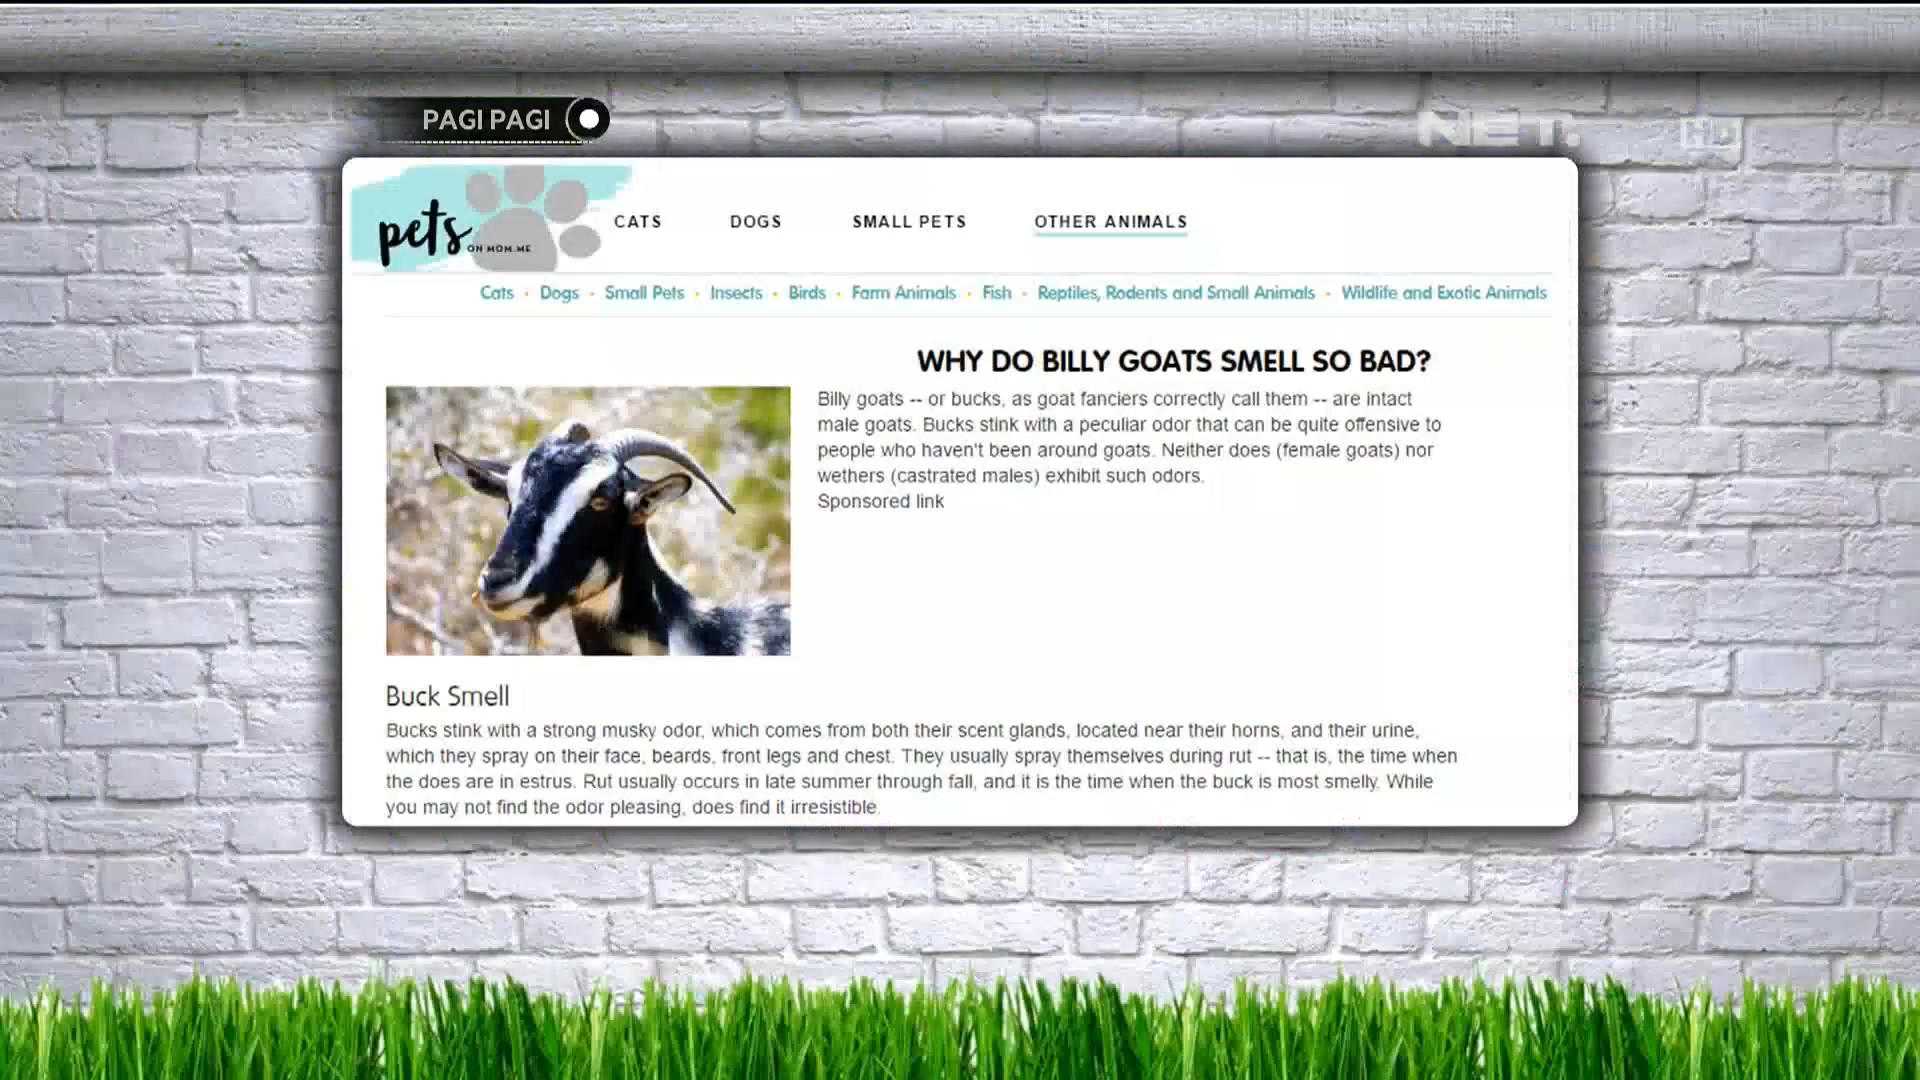 PAGI PAGI
NET.
HD
pets
ON MOM.ME
CATS DOGS SMALL PETS OTHER ANIMALS
Cats • Dogs • Small Pets • Insects • Birds • Farm Animals • Fish • Reptiles, Rodents and Small Animals • Wildlife and Exotic Animals
WHY DO BILLY GOATS SMELL SO BAD?
Billy goats -- or bucks, as goat fanciers correctly call them -- are intact
male goats. Bucks stink with a peculiar odor that can be quite offensive to
people who haven't been around goats. Neither does (female goats) nor
wethers (castrated males) exhibit such odors.
Sponsored link
Buck Smell
Bucks stink with a strong musky odor, which comes from both their scent glands, located near their horns, and their urine,
which they spray on their face, beards, front legs and chest. They usually spray themselves during rut -- that is, the time when
the does are in estrus. Rut usually occurs in late summer through fall, and it is the time when the buck is most smelly. While
you may not find the odor pleasing, does find it irresistible.